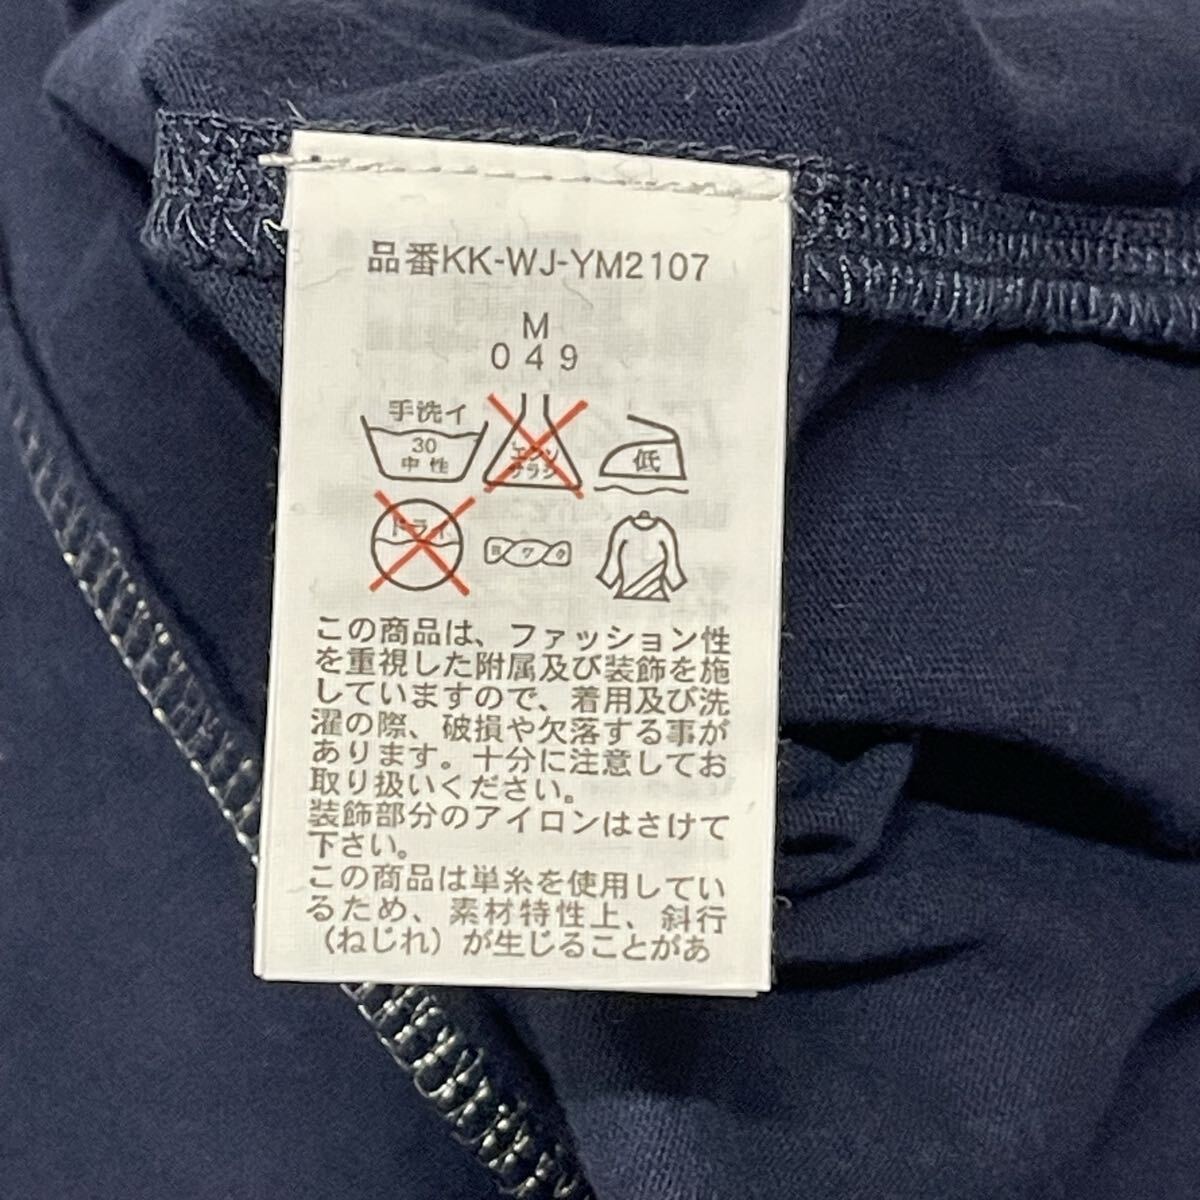 品番KK-WJ-YM2107
M
049
手洗イ
30
中性
エンソ
サラシ
低
ドライ
ヨワク
この商品は、ファッション性
を重視した附属及び装飾を施
していますので、着用及び洗
濯の際、破損や欠落する事が
あります。十分に注意してお
取り扱いください。
装飾部分のアイロンはさけて
下さい。
この商品は単糸を使用してい
るため、素材特性上、斜行
（ねじれ）が生じることがあ